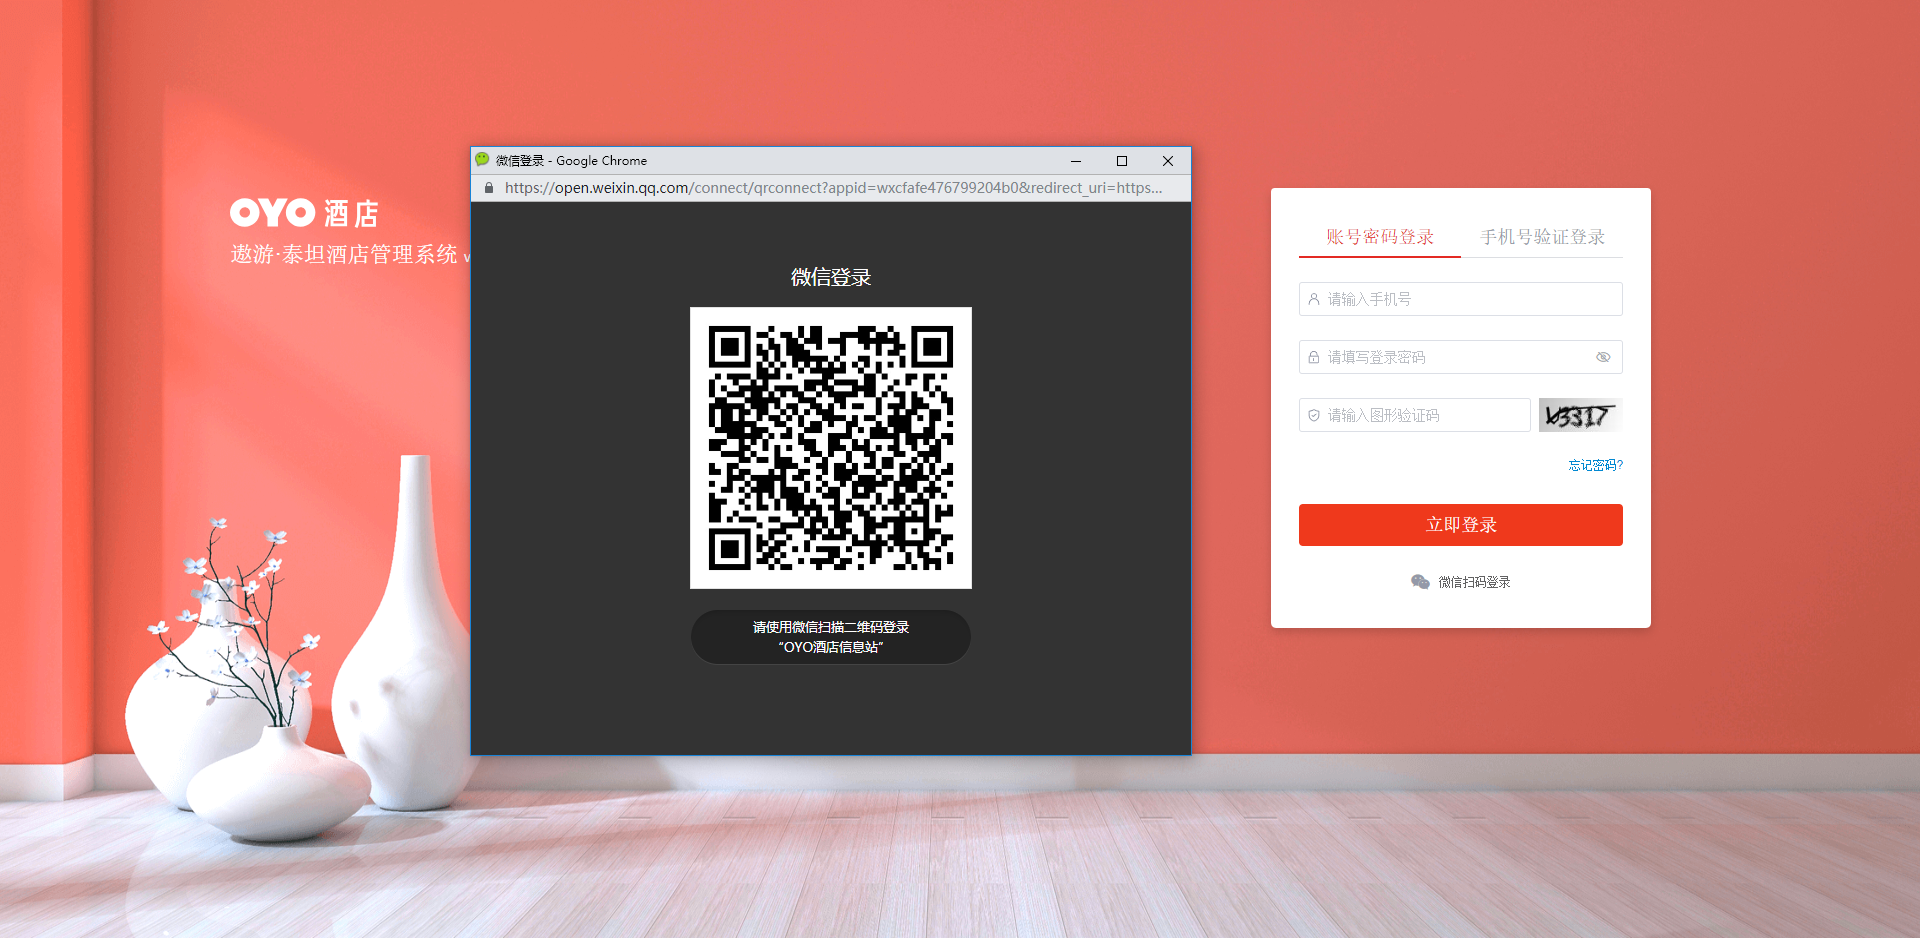 OYO 酒店
遨游·泰坦酒店管理系统 v
微信登录 - Google Chrome
https://open.weixin.qq.com/connect/qrconnect?appid=wxcfafe476799204b0&redirect_uri=https...
微信登录
请使用微信扫描二维码登录
“OYO酒店信息站”
账号密码登录 手机号验证登录
请输入手机号
请填写登录密码
请输入图形验证码
忘记密码?
立即登录
微信扫码登录